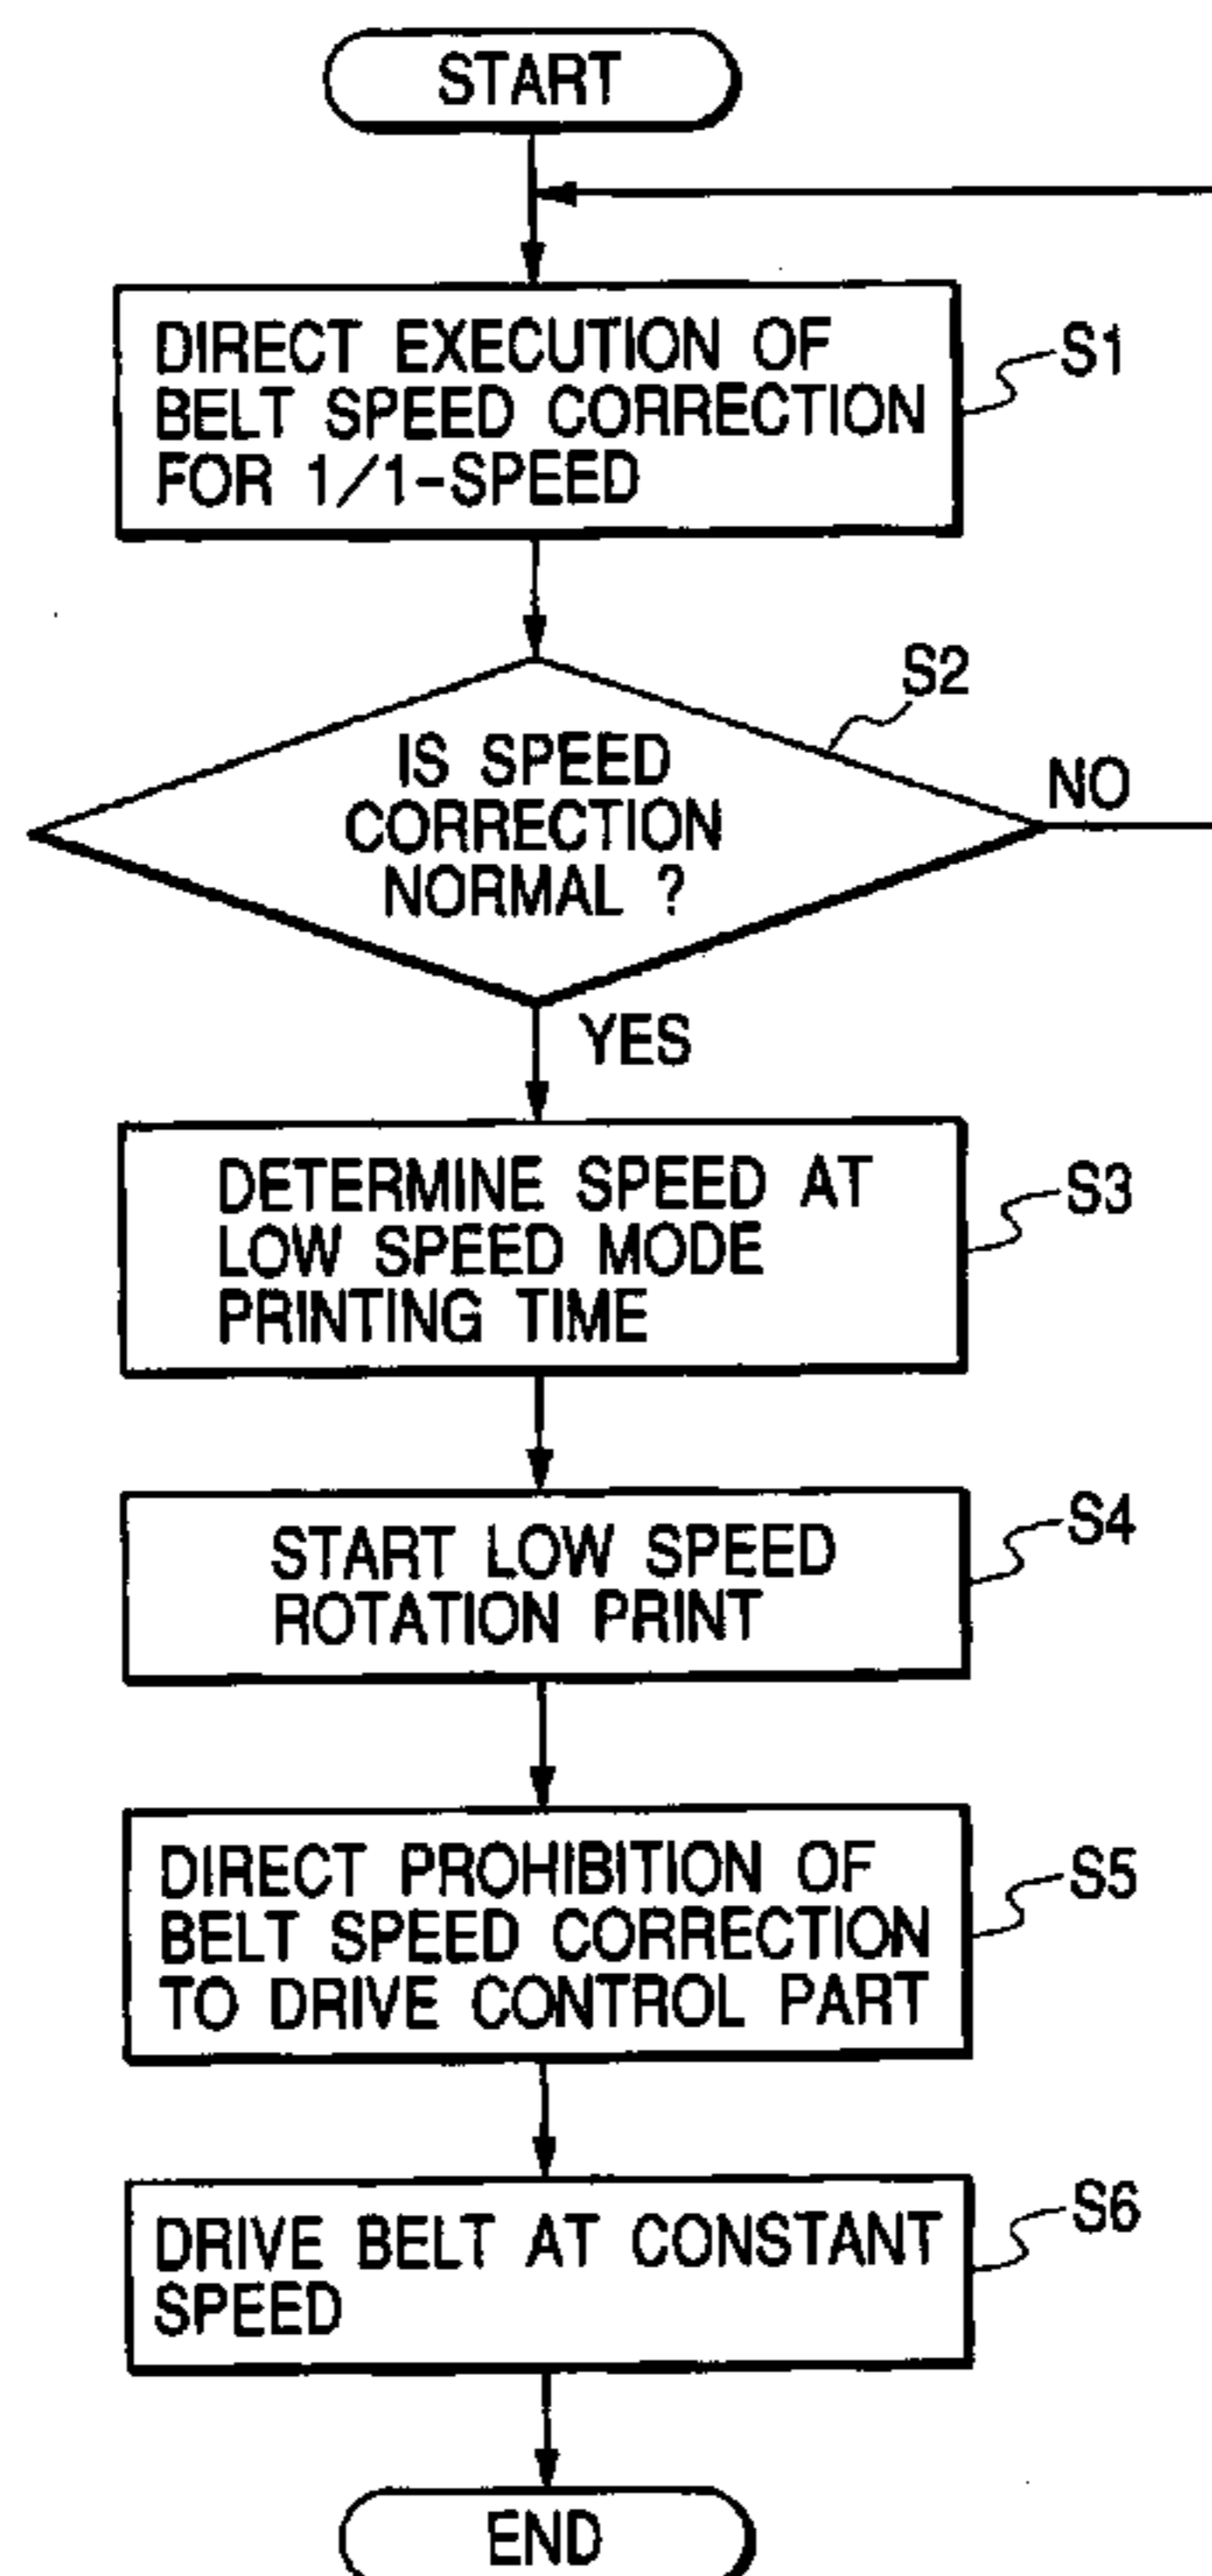 START
DIRECT EXECUTION OF
BELT SPEED CORRECTION
FOR 1/1-SPEED
S1
S2
IS SPEED
CORRECTION
NORMAL ?
NO
YES
DETERMINE SPEED AT
LOW SPEED MODE
PRINTING TIME
S3
START LOW SPEED
ROTATION PRINT
S4
DIRECT PROHIBITION OF
BELT SPEED CORRECTION
TO DRIVE CONTROL PART
S5
DRIVE BELT AT CONSTANT
SPEED
S6
END